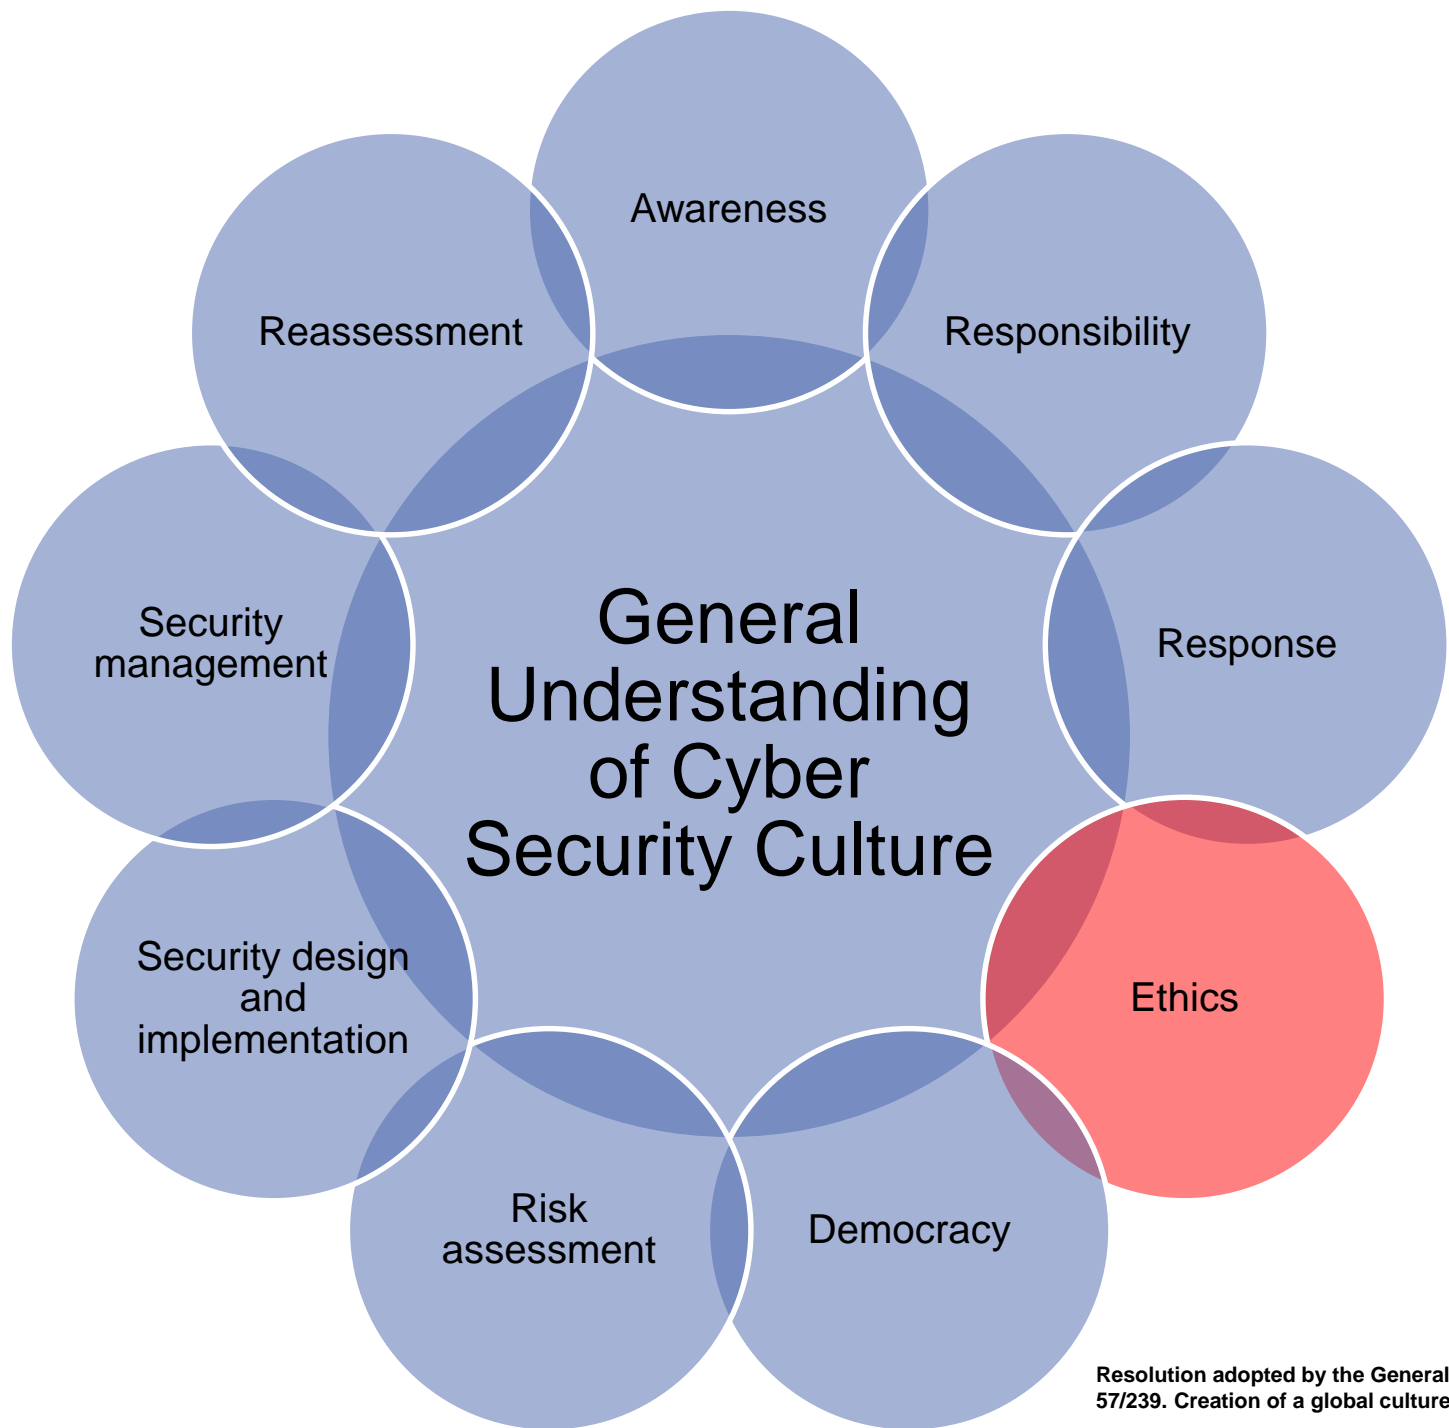 Awareness
Reassessment
Responsibility
Security
management
Response
General
Understanding
of Cyber
Security Culture
Security design
and
implementation
Ethics
Risk
assessment
Democracy
Resolution adopted by the General
57/239. Creation of a global culture